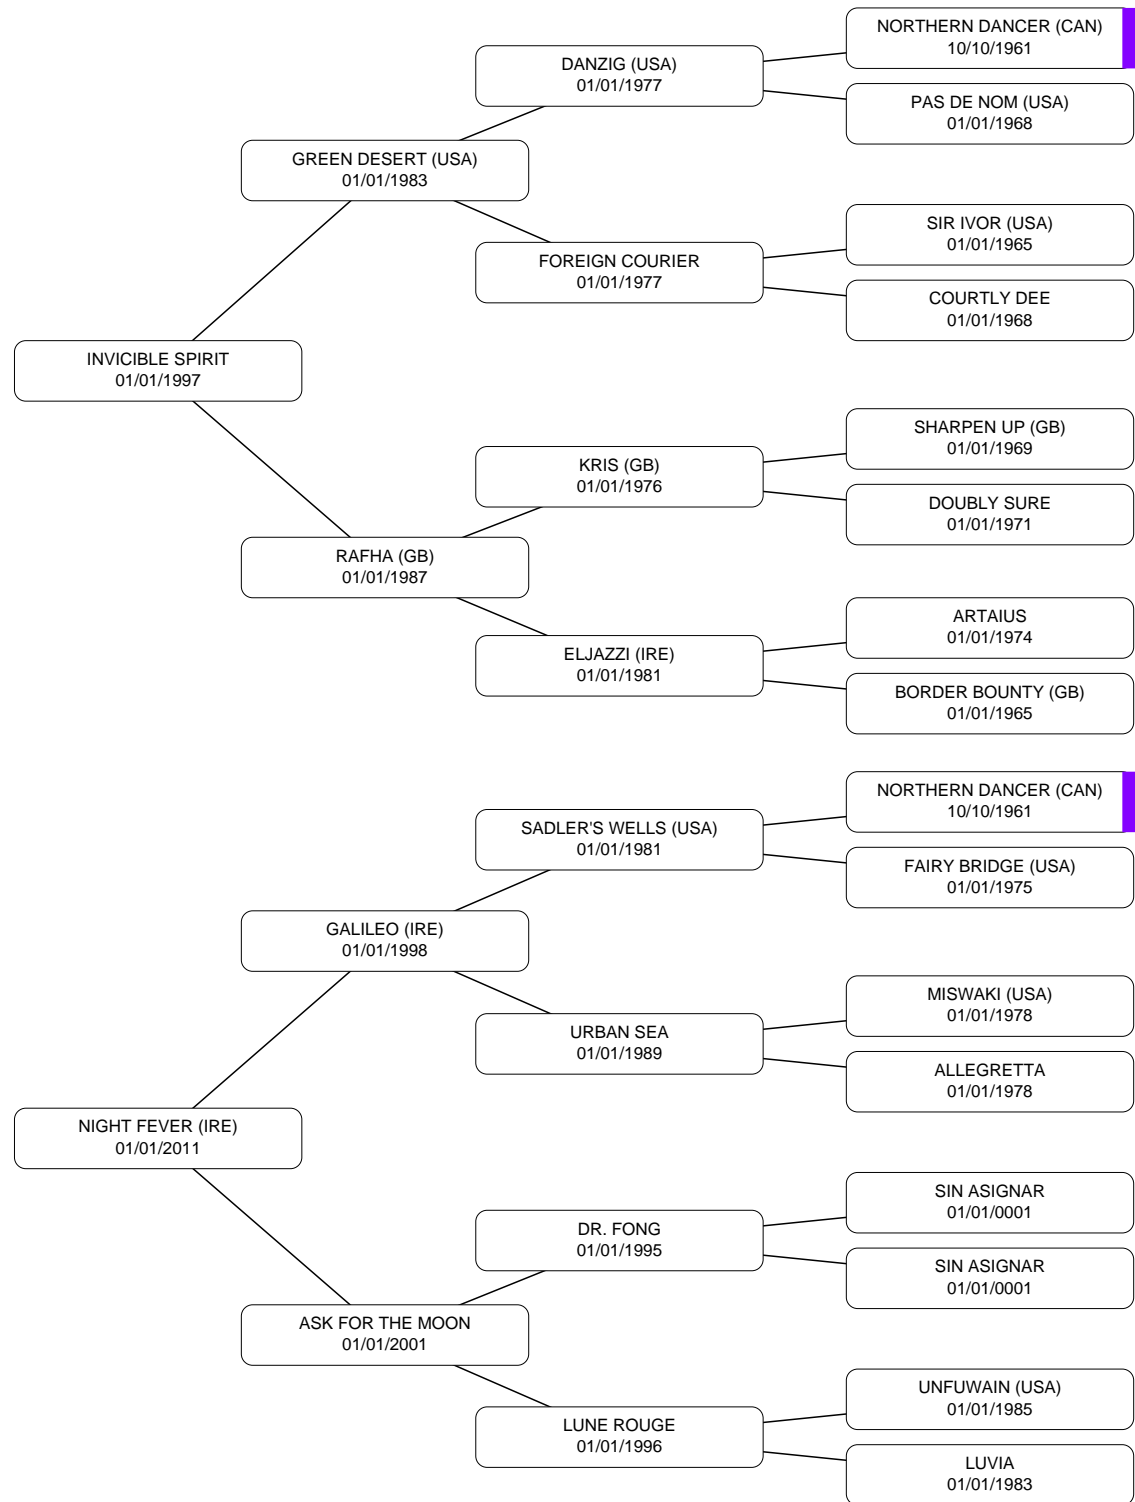 NORTHERN DANCER (CAN)
10/10/1961
DANZIG (USA)
01/01/1977
PAS DE NOM (USA)
01/01/1968
GREEN DESERT (USA)
01/01/1983
SIR IVOR (USA)
01/01/1965
FOREIGN COURIER
01/01/1977
COURTLY DEE
01/01/1968
INVICIBLE SPIRIT
01/01/1997
SHARPEN UP (GB)
01/01/1969
KRIS (GB)
01/01/1976
DOUBLY SURE
01/01/1971
RAFHA (GB)
01/01/1987
ARTAIUS
01/01/1974
ELJAZZI (IRE)
01/01/1981
BORDER BOUNTY (GB)
01/01/1965
NORTHERN DANCER (CAN)
10/10/1961
SADLER'S WELLS (USA)
01/01/1981
FAIRY BRIDGE (USA)
01/01/1975
GALILEO (IRE)
01/01/1998
MISWAKI (USA)
01/01/1978
URBAN SEA
01/01/1989
ALLEGRETTA
01/01/1978
NIGHT FEVER (IRE)
01/01/2011
SIN ASIGNAR
01/01/0001
DR. FONG
01/01/1995
SIN ASIGNAR
01/01/0001
ASK FOR THE MOON
01/01/2001
UNFUWAIN (USA)
01/01/1985
LUNE ROUGE
01/01/1996
LUVIA
01/01/1983